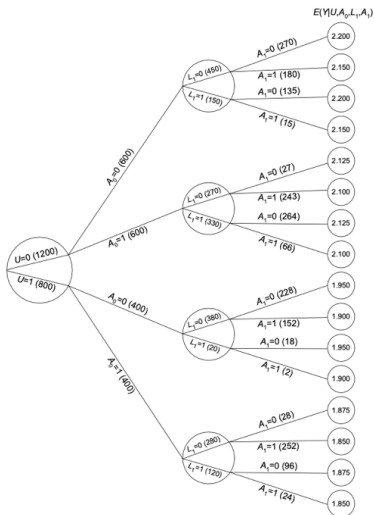 E(Y|U,A₀,L₁,A₁)
A₁=0 (270)
2.200
L₁=0 (450)
A₁=1 (180)
2.150
L₁=1 (150)
A₁=0 (135)
2.200
A₁=1 (15)
2.150
A₀=0 (600)
A₁=0 (27)
2.125
L₁=0 (270)
A₁=1 (243)
2.100
L₁=1 (330)
A₁=0 (264)
2.125
A₁=1 (66)
2.100
A₀=1 (600)
U=0 (1200)
U=1 (800)
A₀=0 (400)
A₁=0 (228)
1.950
L₁=0 (380)
A₁=1 (152)
1.900
L₁=1 (20)
A₁=0 (18)
1.950
A₁=1 (2)
1.900
A₀=1 (400)
A₁=0 (28)
1.875
L₁=0 (280)
A₁=1 (252)
1.850
L₁=1 (120)
A₁=0 (96)
1.875
A₁=1 (24)
1.850